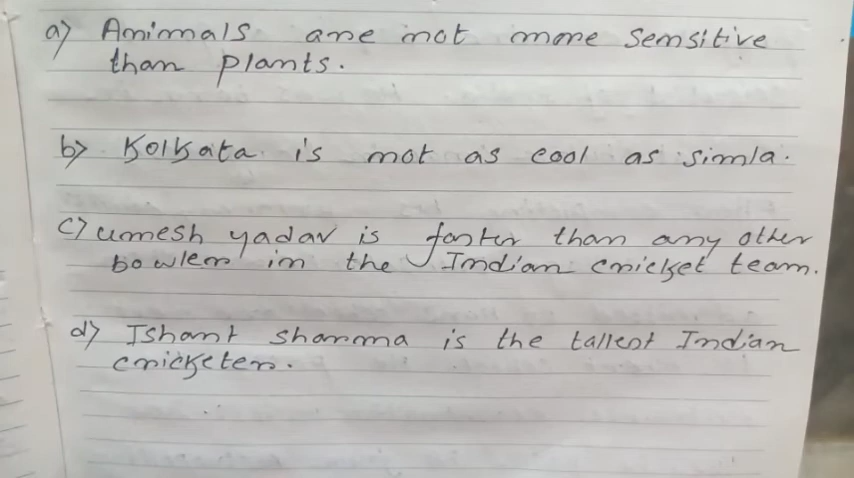 a) Animals are not more sensitive
than plants.
b) Kolkata is not as cool as simla.
c) umesh yadav is faster than any other
bowler in the Indian cricket team.
d) Ishant sharma is the tallest Indian
cricketer.